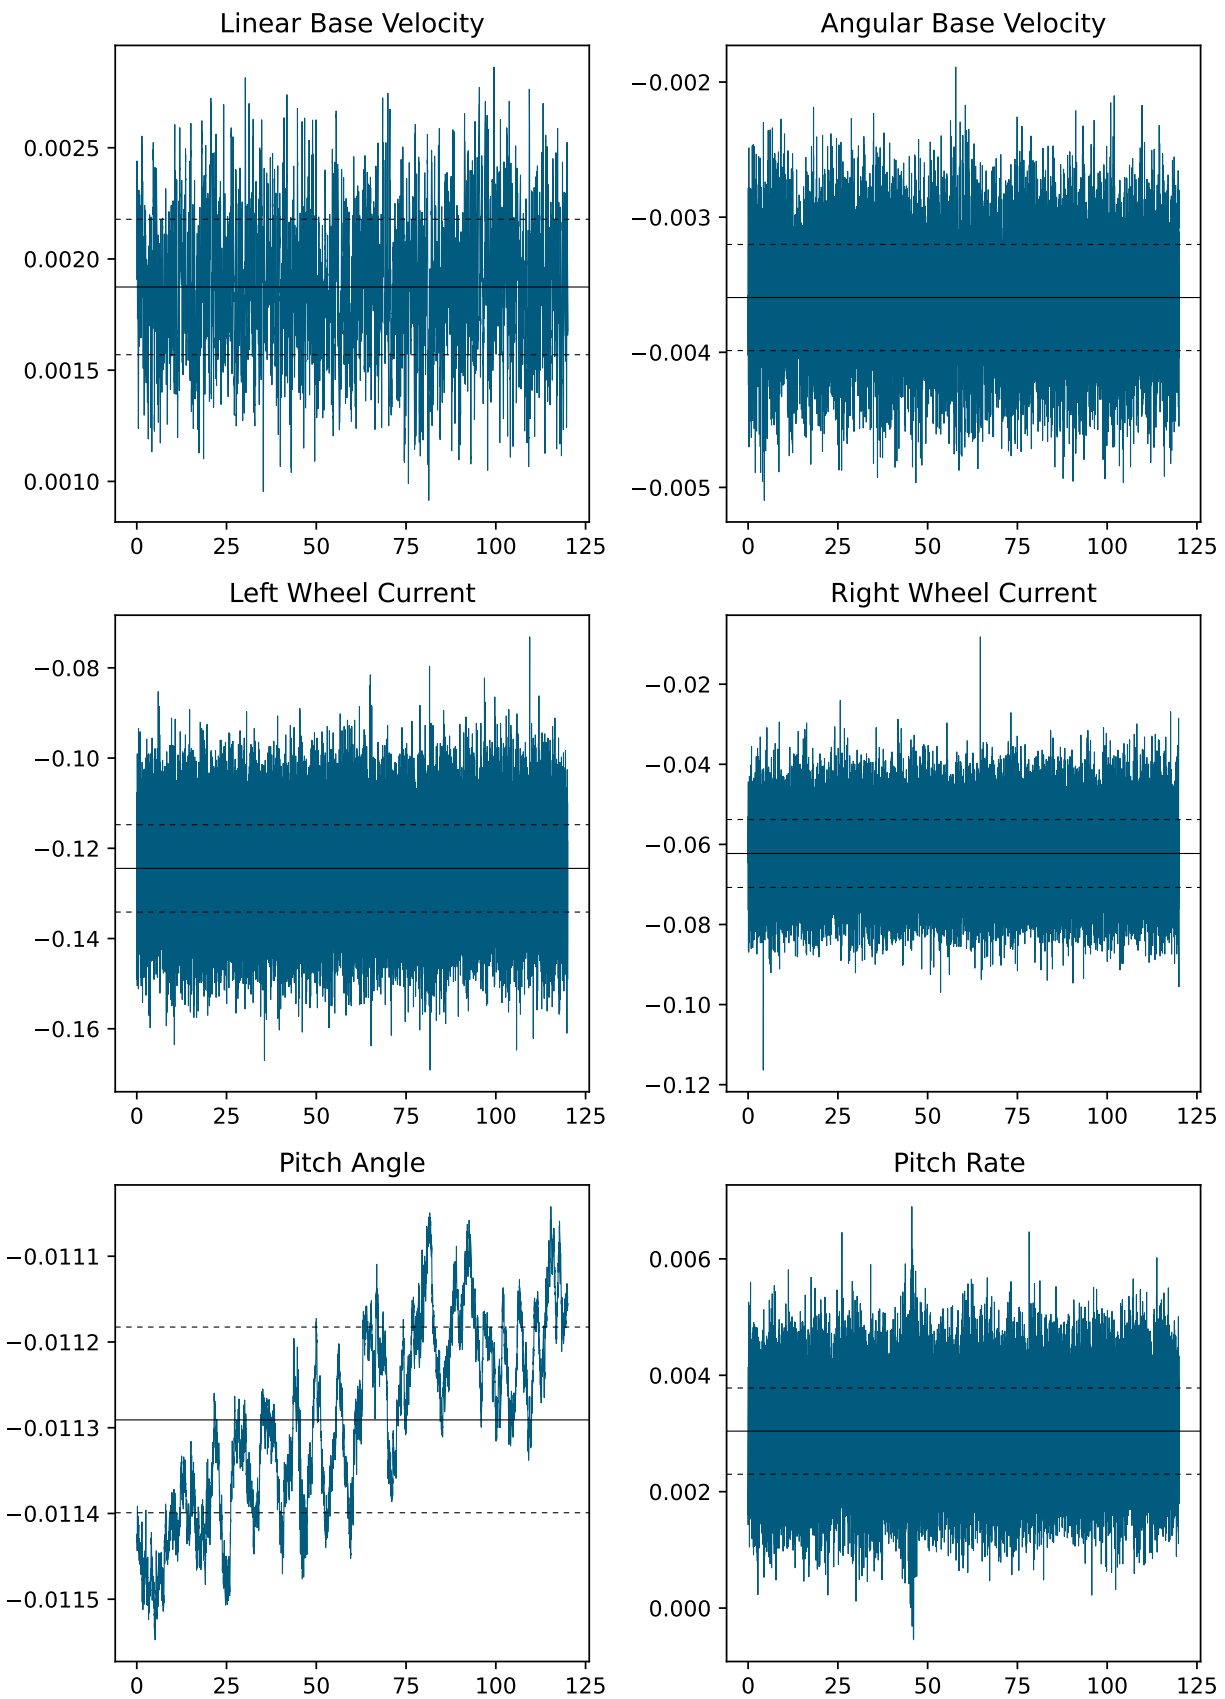 Linear Base Velocity
Angular Base Velocity
0.0025
0.0020
0.0015
0.0010
−0.002
−0.003
−0.004
−0.005
0 25 50 75 100 125
0 25 50 75 100 125
Left Wheel Current
Right Wheel Current
−0.08
−0.10
−0.12
−0.14
−0.16
−0.02
−0.04
−0.06
−0.08
−0.10
−0.12
0 25 50 75 100 125
0 25 50 75 100 125
Pitch Angle
Pitch Rate
−0.0111
−0.0112
−0.0113
−0.0114
−0.0115
0.006
0.004
0.002
0.000
0 25 50 75 100 125
0 25 50 75 100 125